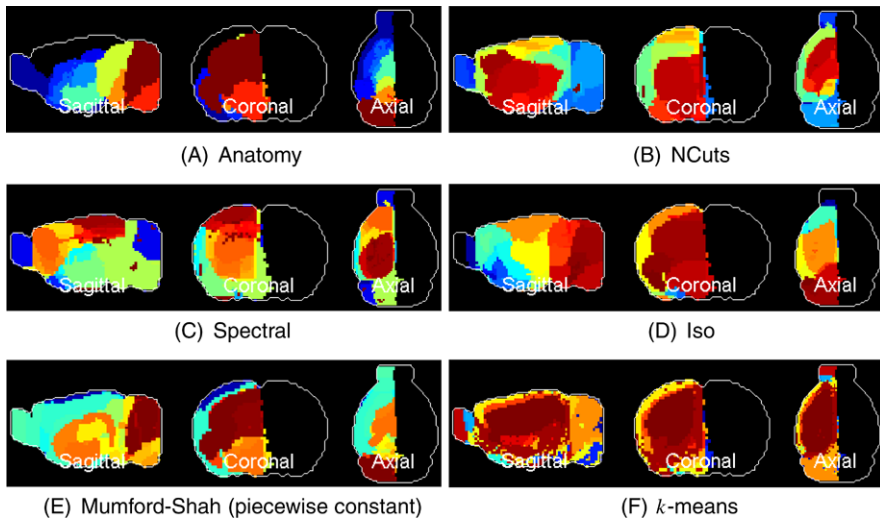 Sagittal Coronal Axial
Sagittal Coronal Axial
(A) Anatomy
(B) NCuts
Sagittal Coronal Axial
Sagittal Coronal Axial
(C) Spectral
(D) Iso
Sagittal Coronal Axial
Sagittal Coronal Axial
(E) Mumford-Shah (piecewise constant)
(F) k-means